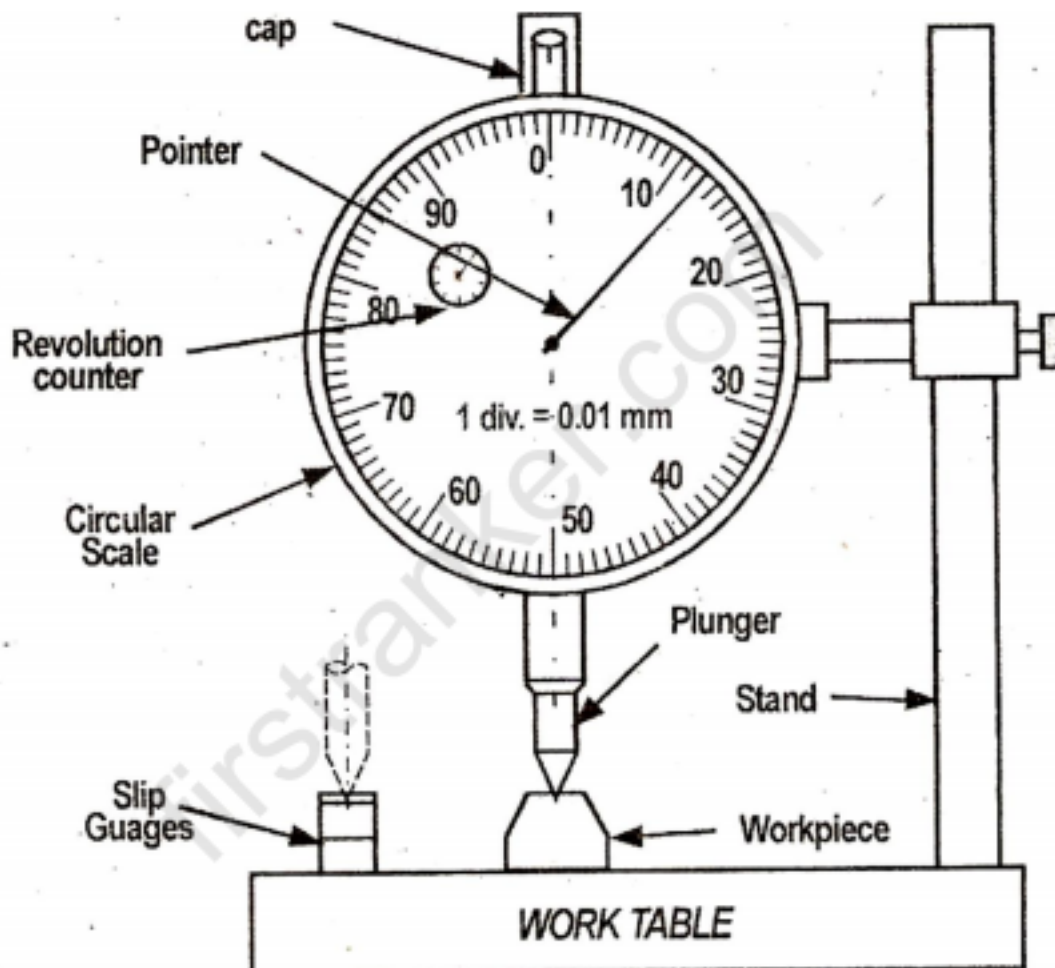 cap
Pointer
0
10
20
30
40
50
60
70
80
90
1 div. = 0.01 mm
Revolution
counter
Circular
Scale
Plunger
Stand
Slip
Guages
Workpiece
WORK TABLE
firstranker.com